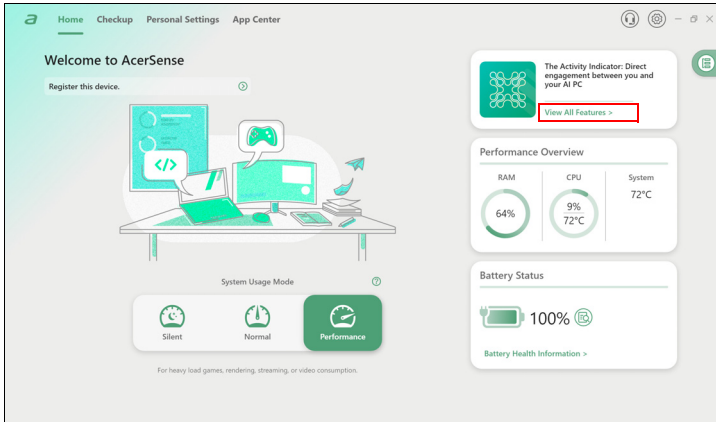 a Home Checkup Personal Settings App Center
Welcome to AcerSense
Register this device.
</>
System Usage Mode
Silent Normal Performance
For heavy load games, rendering, streaming, or video consumption.
The Activity Indicator: Direct
engagement between you and
your AI PC
View All Features >
Performance Overview
RAM CPU System
64% 9% 72°C
72°C
Battery Status
100%
Battery Health Information >